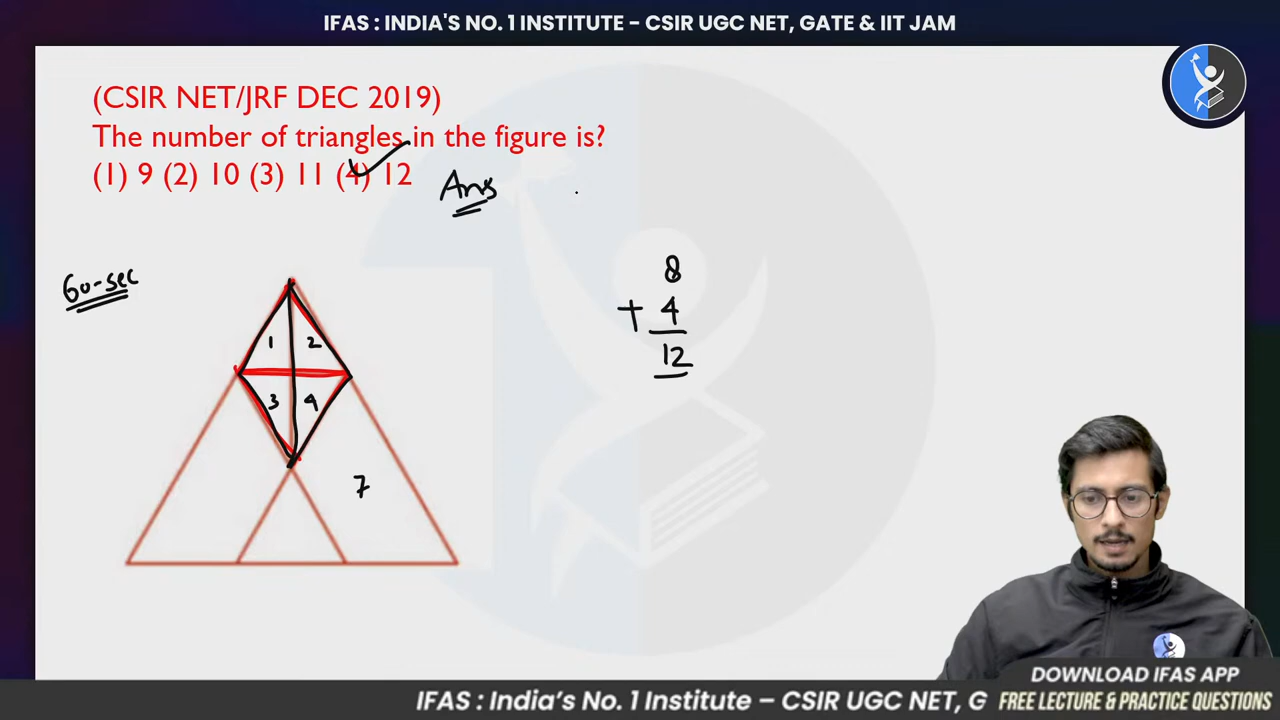 IFAS : INDIA'S NO. 1 INSTITUTE - CSIR UGC NET, GATE & IIT JAM
(CSIR NET/JRF DEC 2019)
The number of triangles in the figure is?
(1) 9 (2) 10 (3) 11 (4) 12
Ans
60-sec
8
+ 4
12
1 2
3 4
7
DOWNLOAD IFAS APP
IFAS : India's No. 1 Institute – CSIR UGC NET, G
FREE LECTURE & PRACTICE QUESTIONS